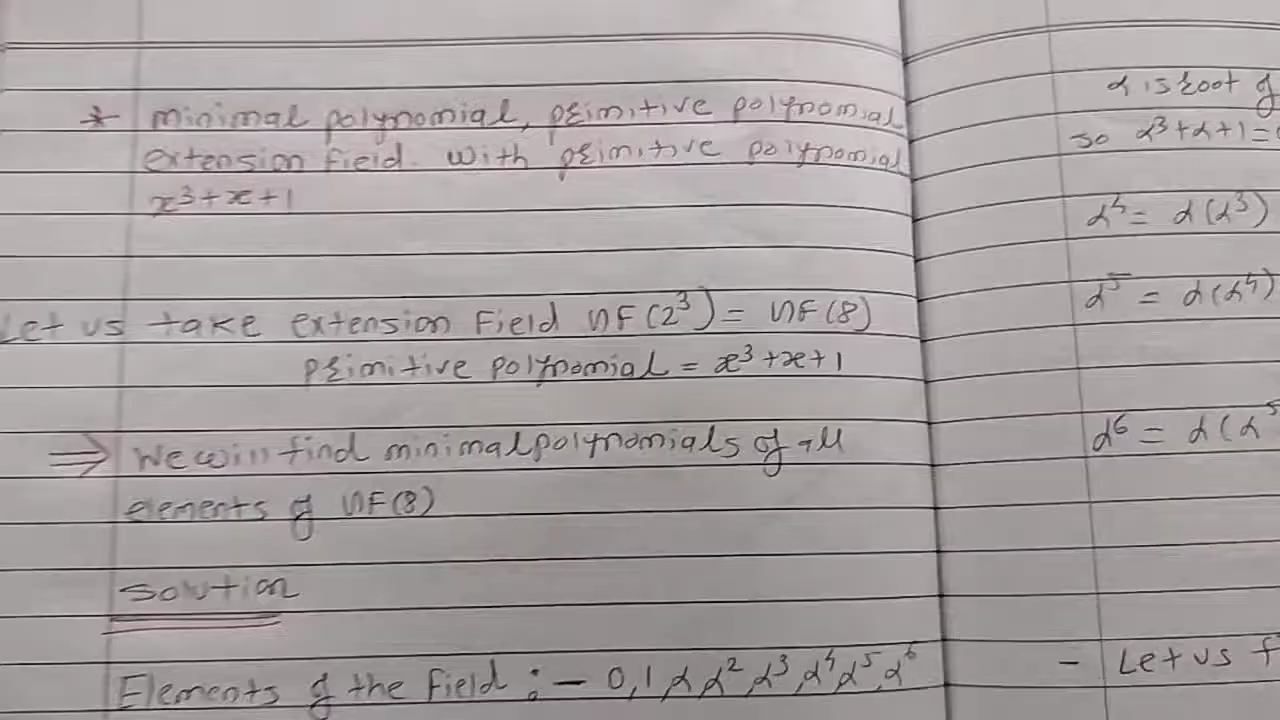 * minimal polynomial, primitive polynomial
extension field. with primitive polynomial
x³+x+1
Let us take extension Field GF(2³) = GF(8)
primitive polynomial = x³+x+1
⇒ We will find minimal polynomials of all
elements of GF(8)
Solution
Elements of the Field :- 0,1,α,α²,α³,α⁴,α⁵,α⁶
α is root of
so α³+α+1=
α⁴ = α(α³)
α⁵ = α(α⁴)
α⁶ = α(α⁵
- Let us f